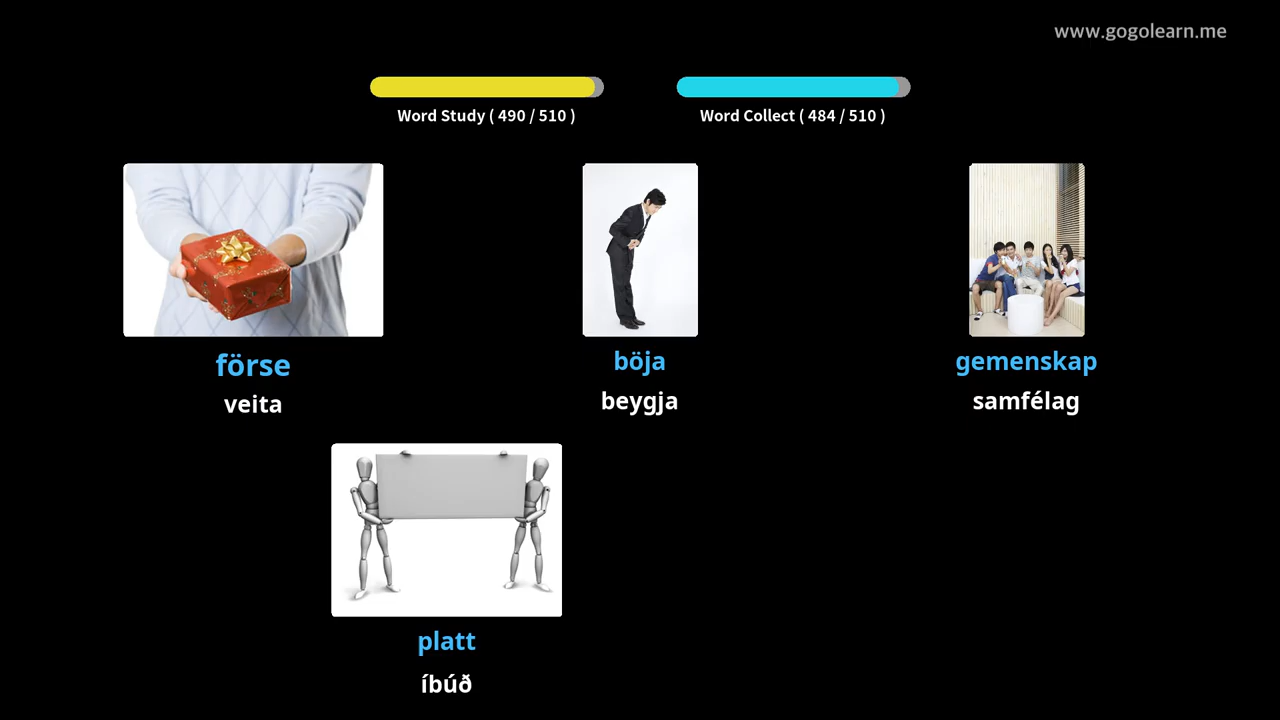 www.gogolearn.me
Word Study ( 490 / 510 )
Word Collect ( 484 / 510 )
förse
veita
böja
beygja
gemenskap
samfélag
platt
íbúð